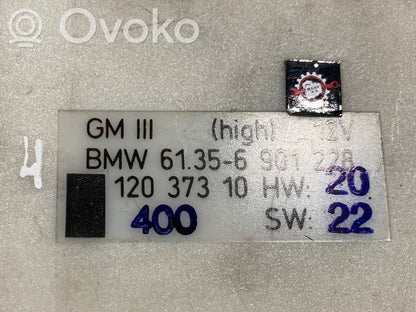 Ovoko
GM III (high) 12V
BMW 61.35-6 901 228
120 373 10 HW: 20
400 SW: 22
4